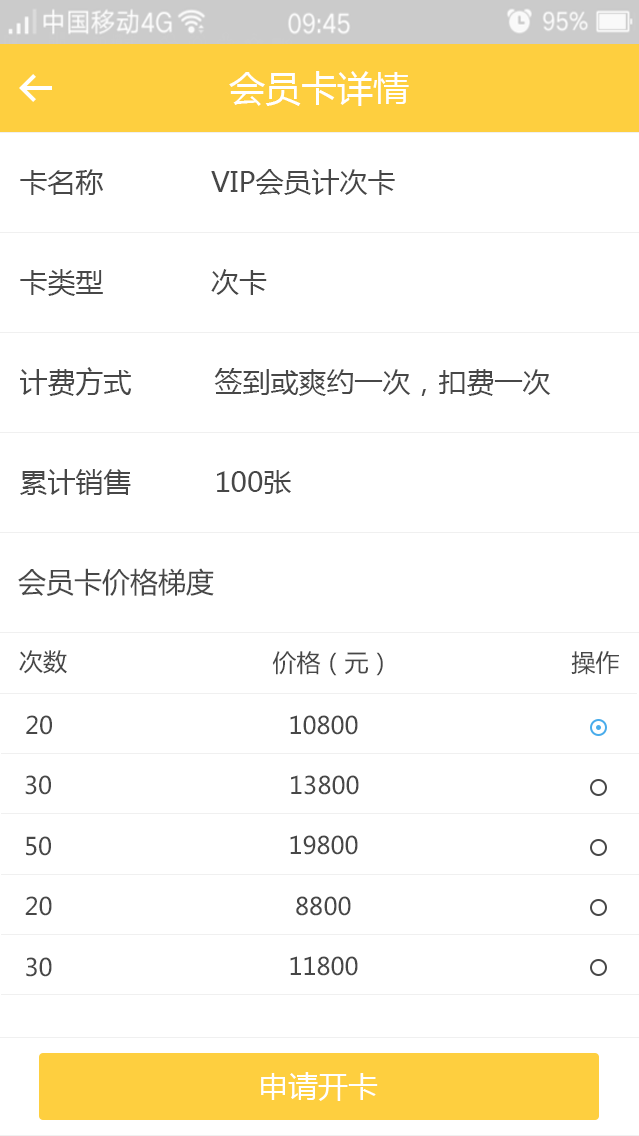 中国移动4G 09:45 95%
会员卡详情
卡名称 VIP会员计次卡
卡类型 次卡
计费方式 签到或爽约一次，扣费一次
累计销售 100张
会员卡价格梯度
次数 价格（元） 操作
20 10800
30 13800
50 19800
20 8800
30 11800
申请开卡